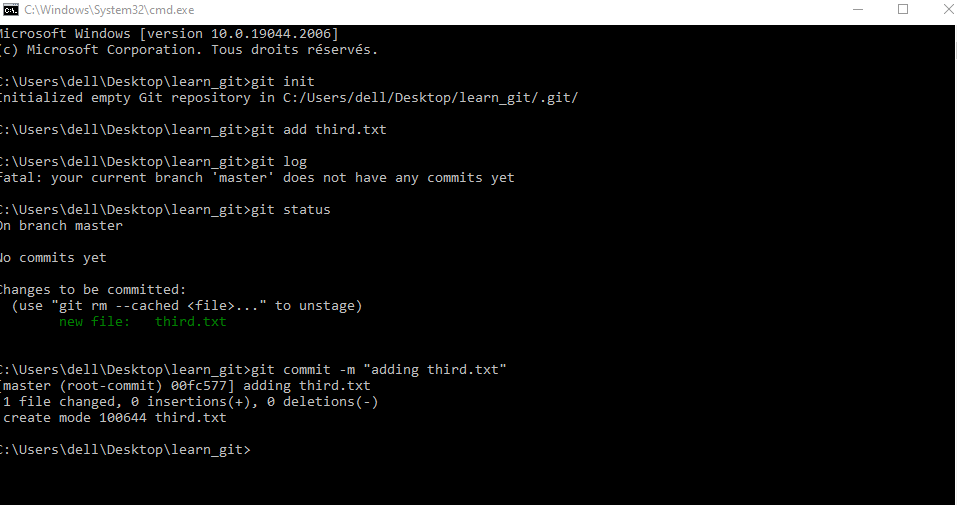 C:\Windows\System32\cmd.exe
Microsoft Windows [version 10.0.19044.2006]
(c) Microsoft Corporation. Tous droits réservés.
C:\Users\dell\Desktop\learn_git>git init
Initialized empty Git repository in C:/Users/dell/Desktop/learn_git/.git/
C:\Users\dell\Desktop\learn_git>git add third.txt
C:\Users\dell\Desktop\learn_git>git log
fatal: your current branch 'master' does not have any commits yet
C:\Users\dell\Desktop\learn_git>git status
On branch master
No commits yet
Changes to be committed:
  (use "git rm --cached <file>..." to unstage)
        new file:   third.txt
C:\Users\dell\Desktop\learn_git>git commit -m "adding third.txt"
[master (root-commit) 00fc577] adding third.txt
 1 file changed, 0 insertions(+), 0 deletions(-)
 create mode 100644 third.txt
C:\Users\dell\Desktop\learn_git>